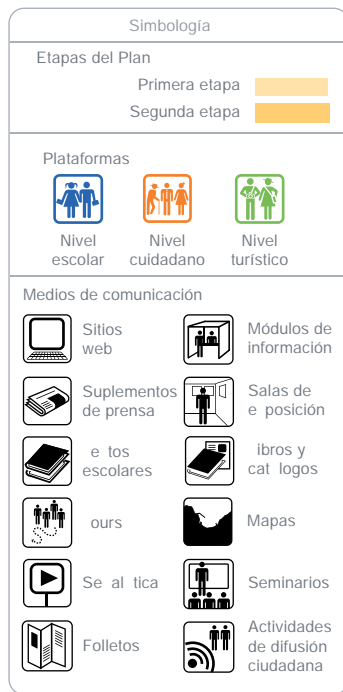 Simbología
Etapas del Plan
Primera etapa
Segunda etapa
Plataformas
Nivel
escolar
Nivel
cuidadano
Nivel
turístico
Medios de comunicación
Sitios
web
Módulos de
información
Suplementos
de prensa
Salas de
e posición
e tos
escolares
ibros y
cat logos
ours
Mapas
Se al tica
Seminarios
Folletos
Actividades
de difusión
ciudadana